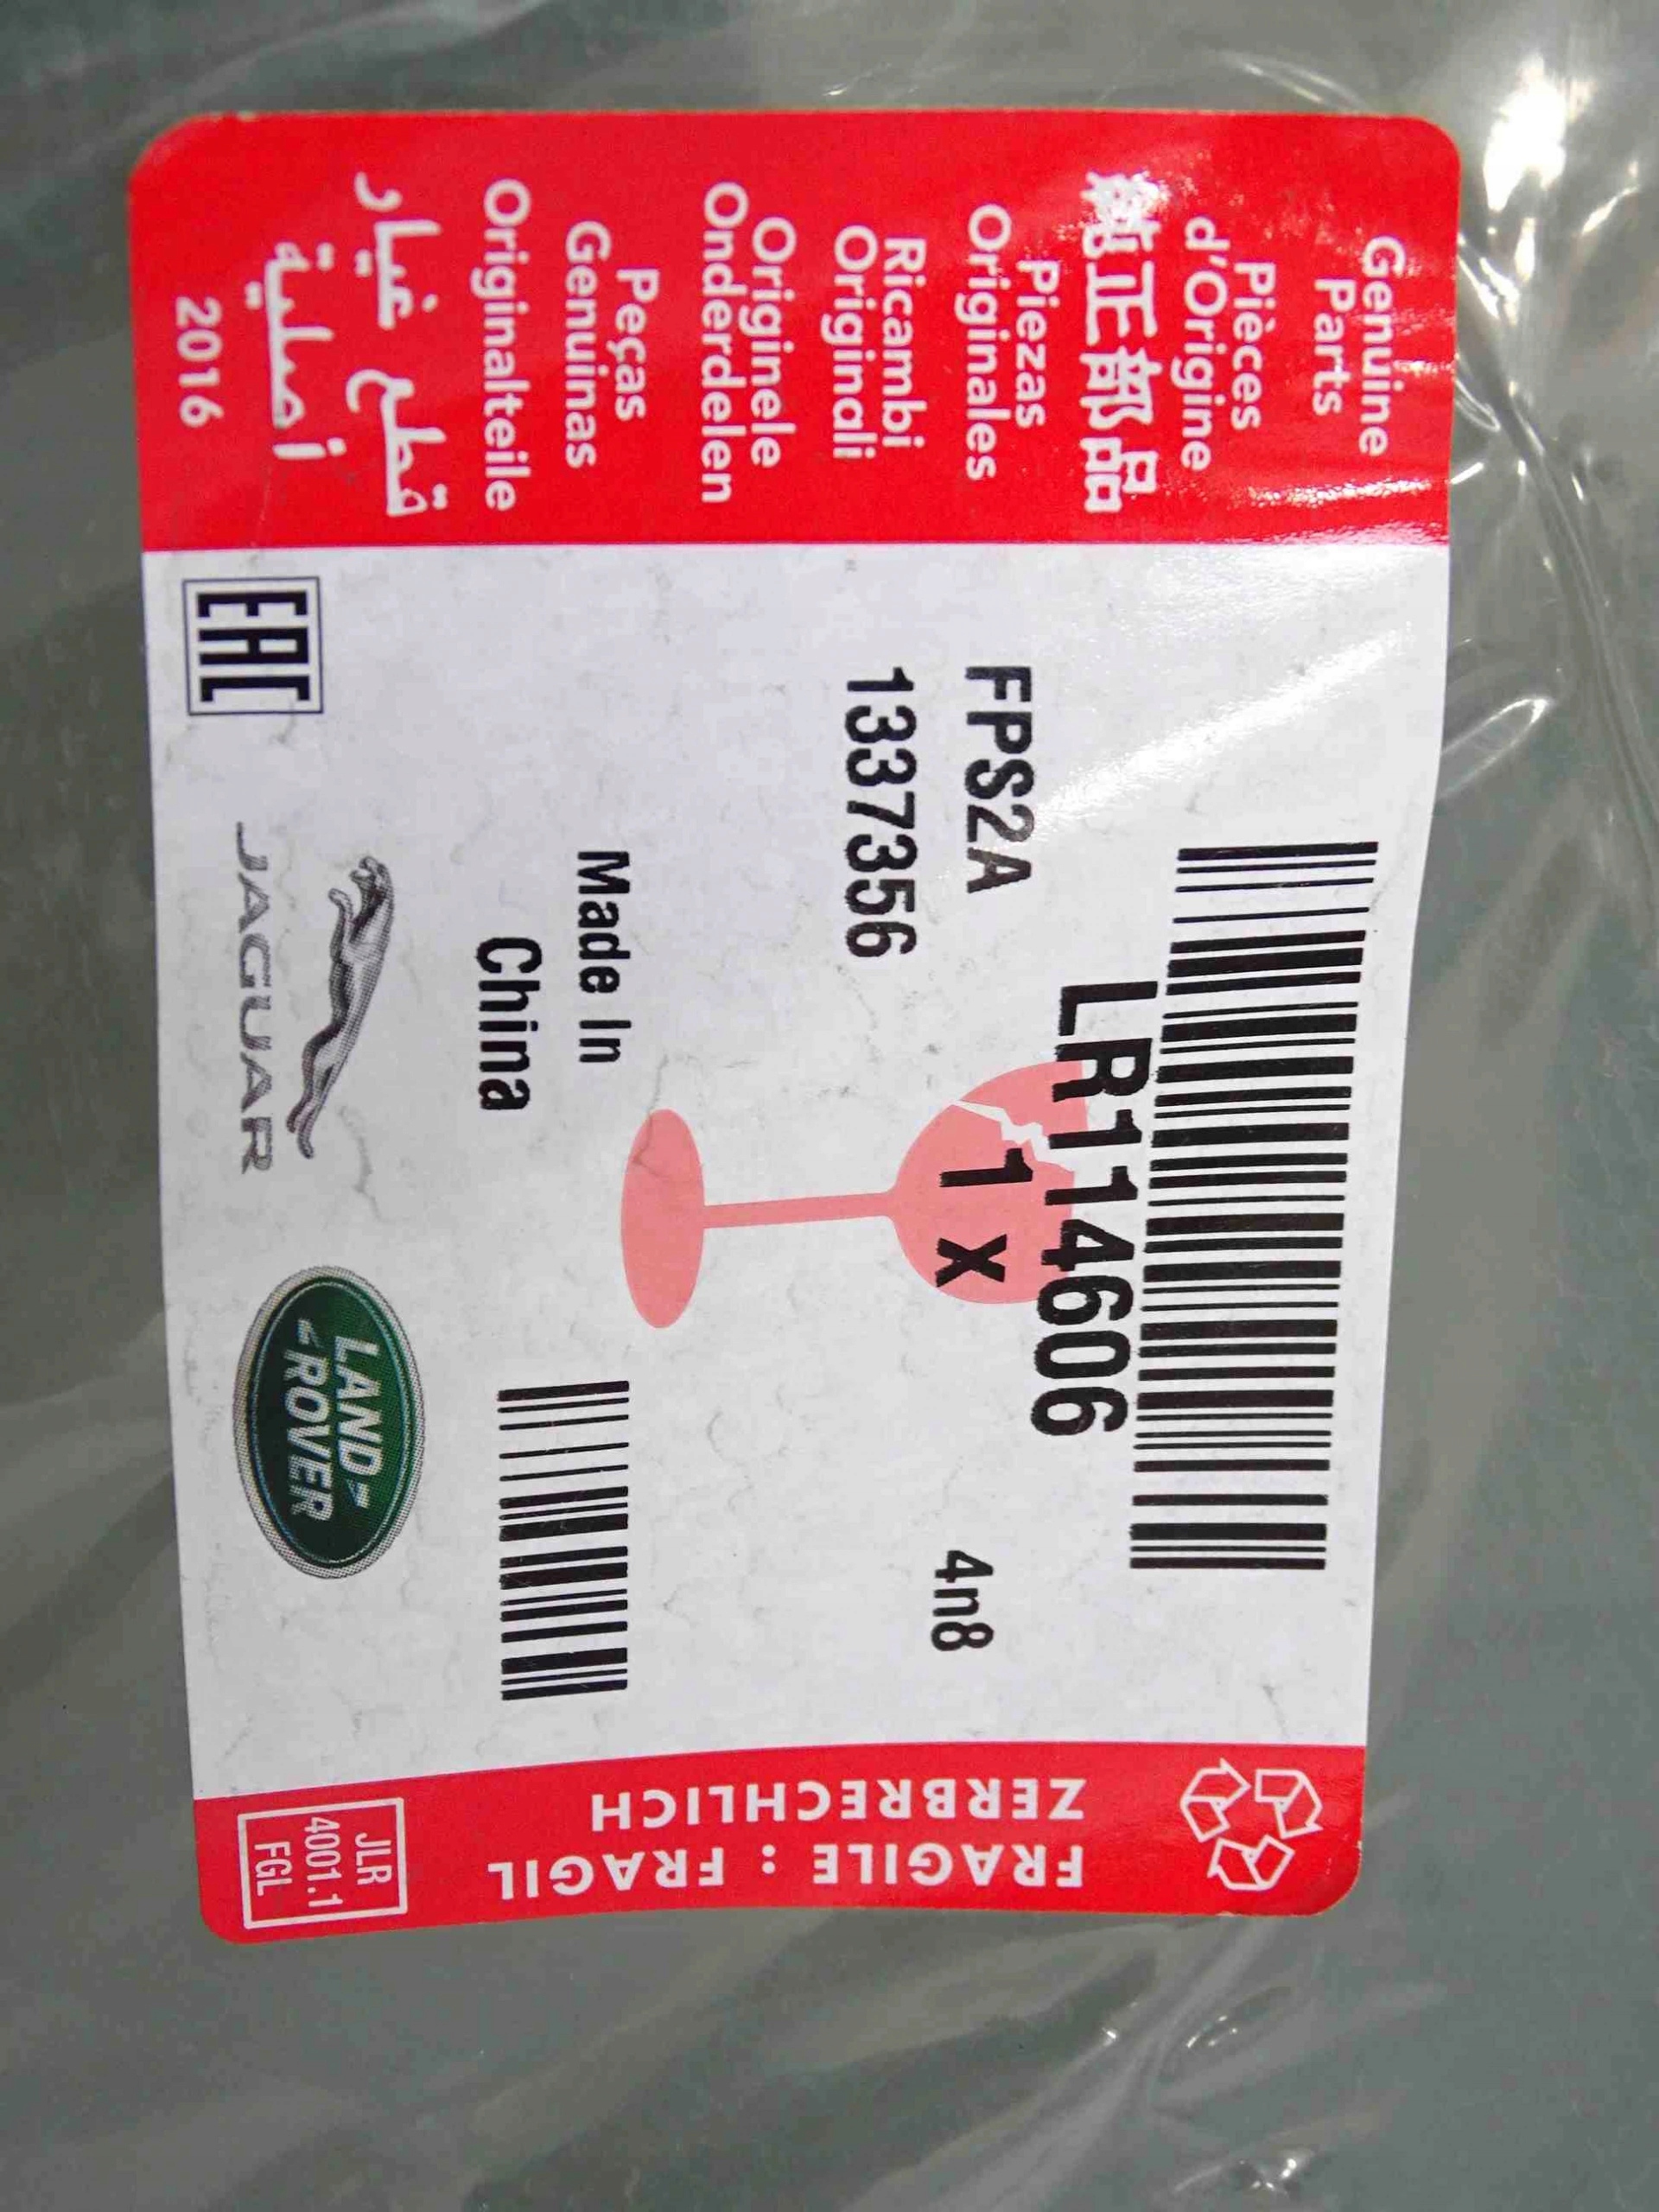 Genuine
Parts
Pièces
d'Origine
純正部品
Piezas
Originales
Ricambi
Originali
Originele
Onderdelen
Peças
Genuinas
Originalteile
قطع غيار
أصلية
2016
LR114606
FPS2A
1 x
4n8
1337356
Made In
China
EAC
JAGUAR
LAND
ROVER
FRAGILE : FRAGIL
ZERBRECHLICH
JLR
4001.1
FGL